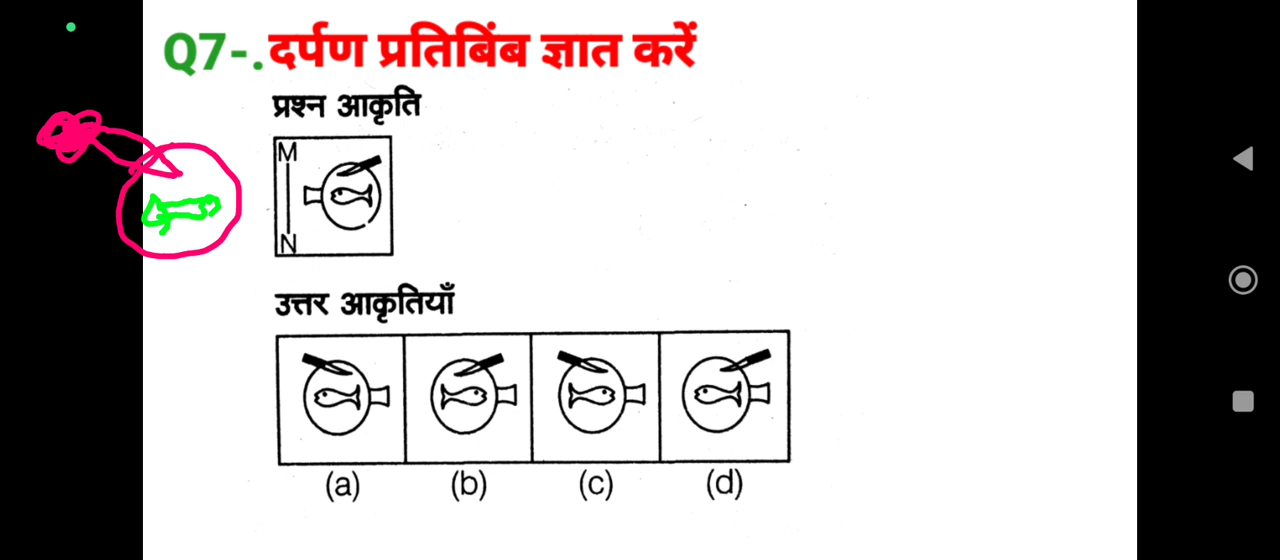 Q7-.दर्पण प्रतिबिंब ज्ञात करें
प्रश्न आकृति
M
N
उत्तर आकृतियाँ
(a) (b) (c) (d)